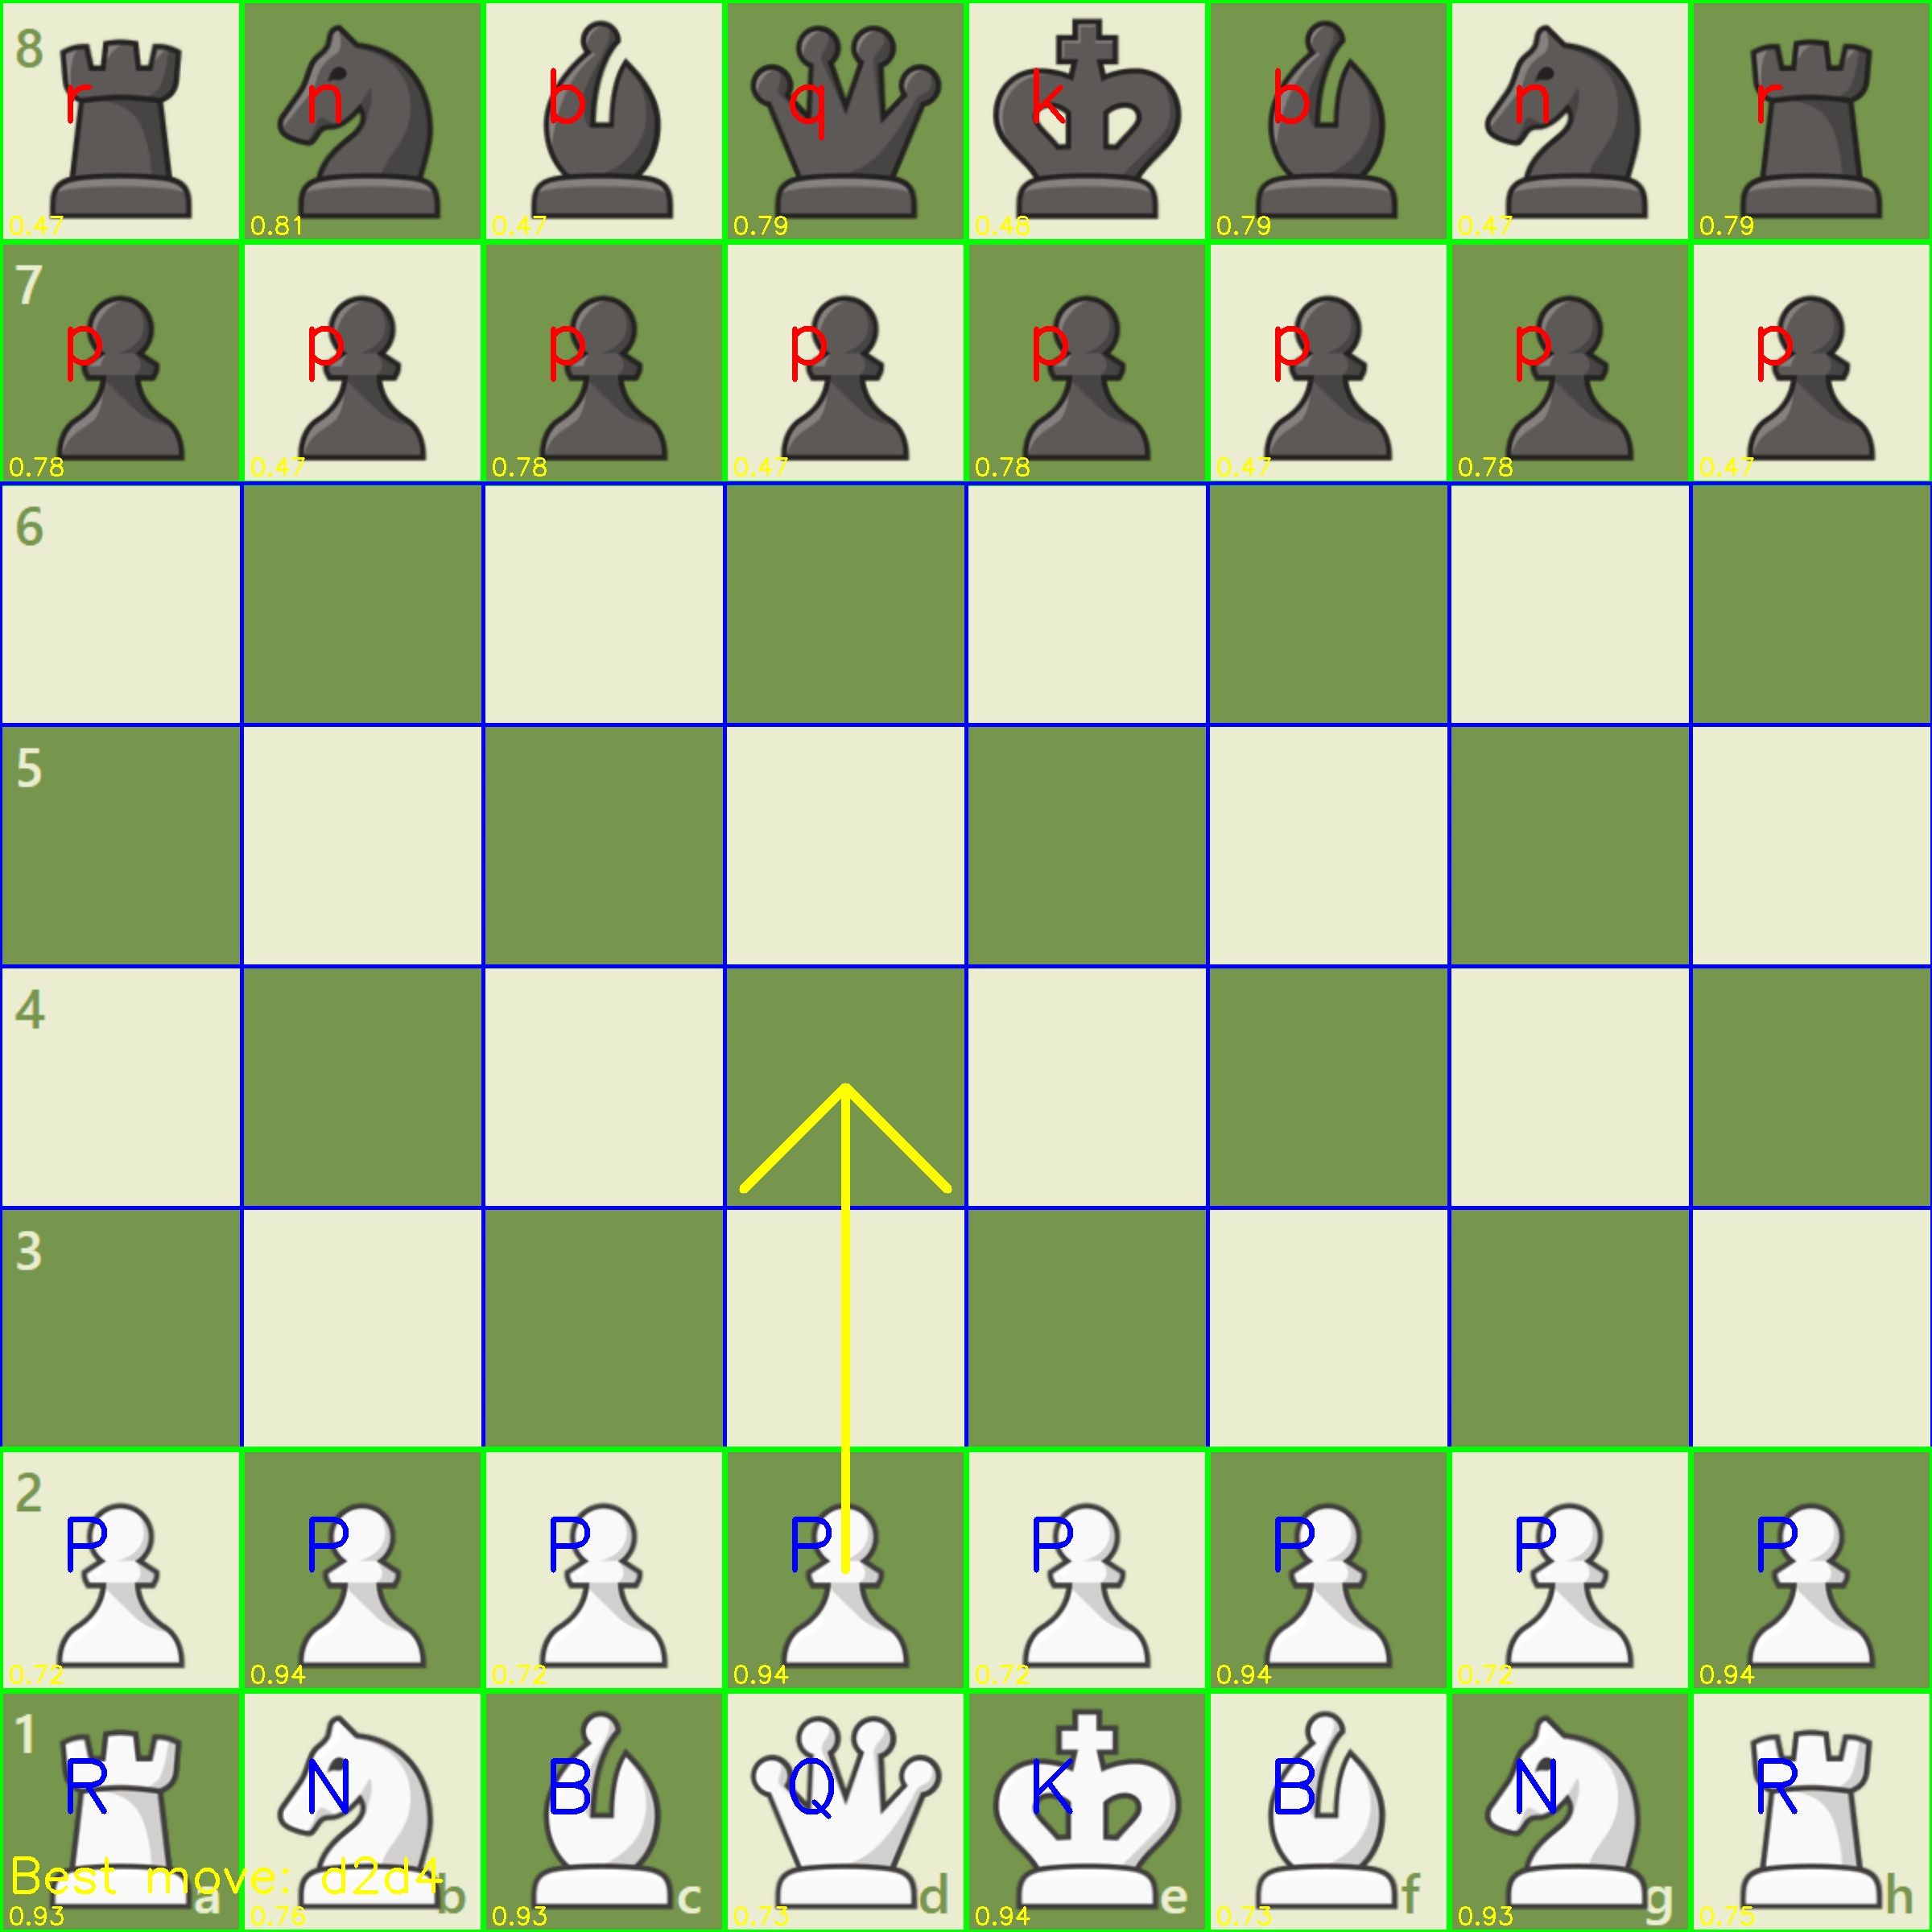 8
r n b q k b n r
0.47 0.81 0.47 0.79 0.48 0.79 0.47 0.79
7
p p p p p p p p
0.78 0.47 0.78 0.47 0.78 0.47 0.78 0.47
6
5
4
3
2
P P P P P P P P
0.72 0.94 0.72 0.94 0.72 0.94 0.72 0.94
1
R N B Q K B N R
Best move: d2d4
a b c d e f g h
0.93 0.76 0.93 0.73 0.94 0.73 0.93 0.75